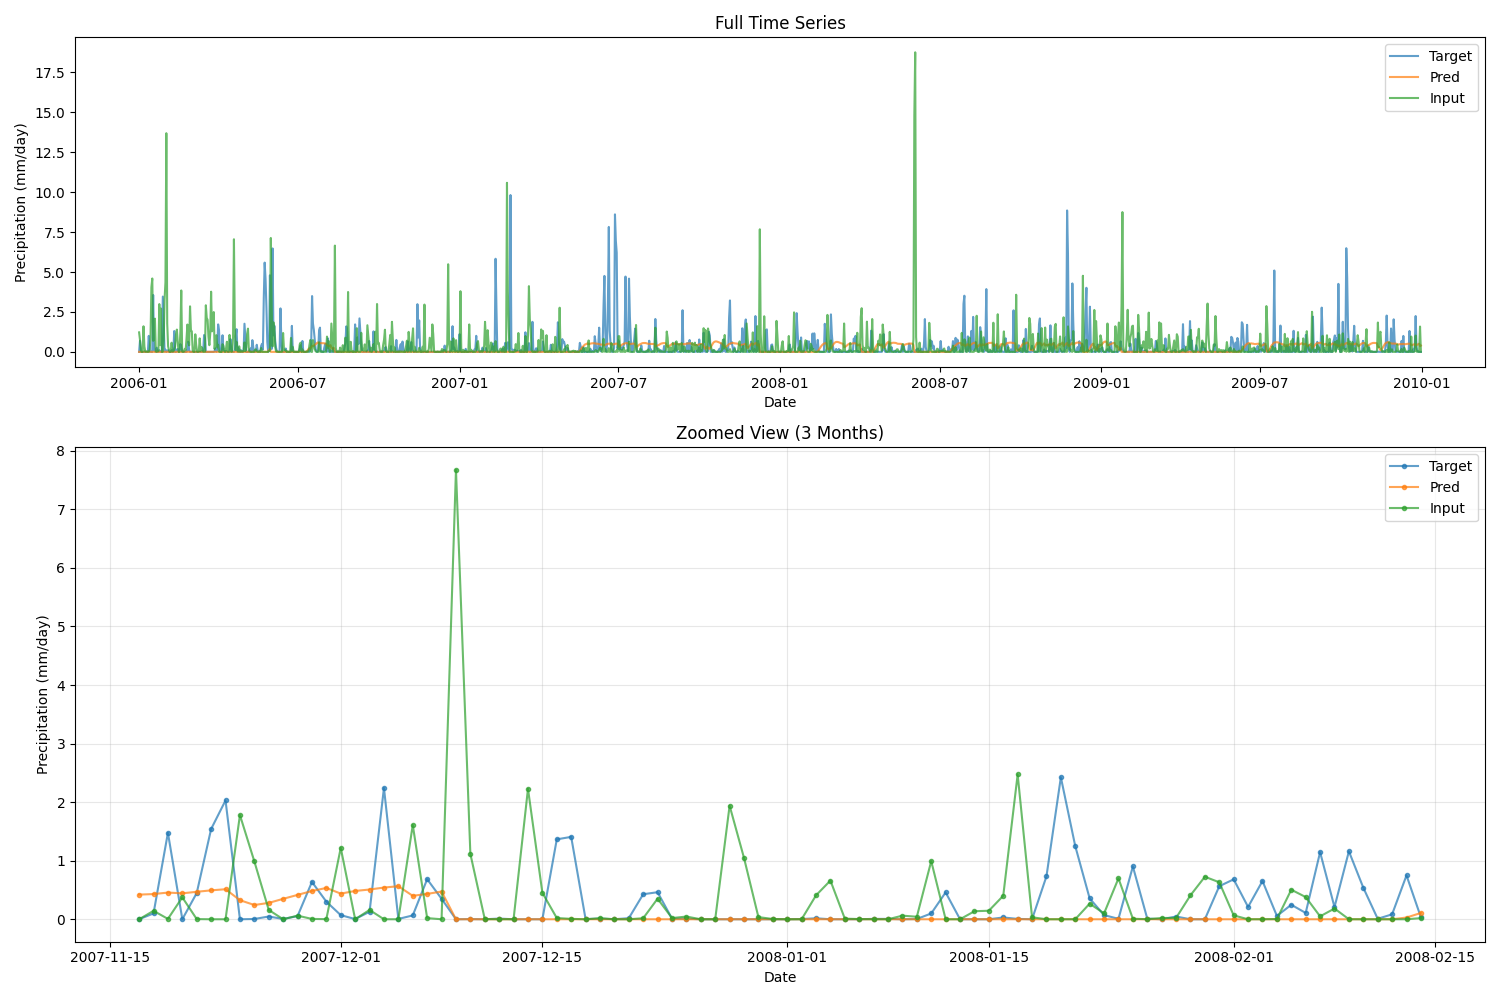 Full Time Series
Precipitation (mm/day)
17.5
15.0
12.5
10.0
7.5
5.0
2.5
0.0
Target
Pred
Input
2006-01
2006-07
2007-01
2007-07
2008-01
2008-07
2009-01
2009-07
2010-01
Date
Zoomed View (3 Months)
Precipitation (mm/day)
8
7
6
5
4
3
2
1
0
Target
Pred
Input
2007-11-15
2007-12-01
2007-12-15
2008-01-01
2008-01-15
2008-02-01
2008-02-15
Date